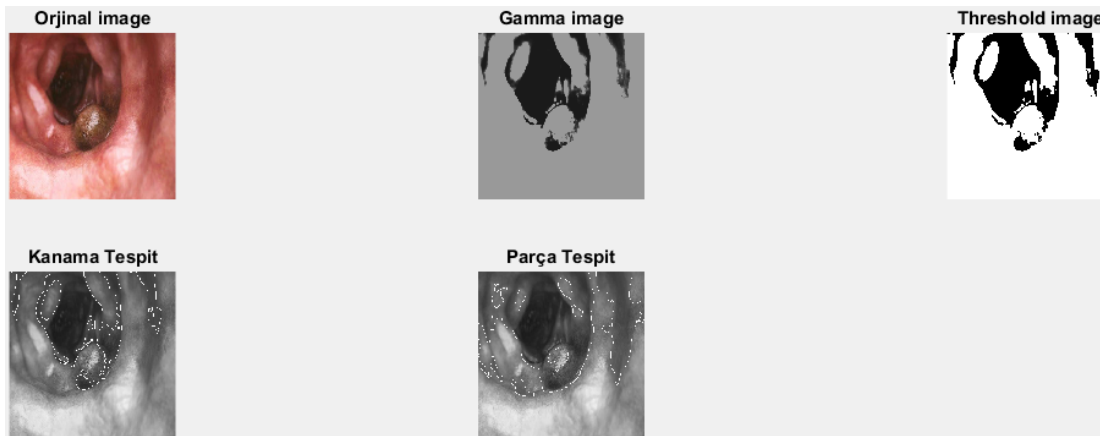 Orjinal image
Gamma image
Threshold image
Kanama Tespit
Parça Tespit